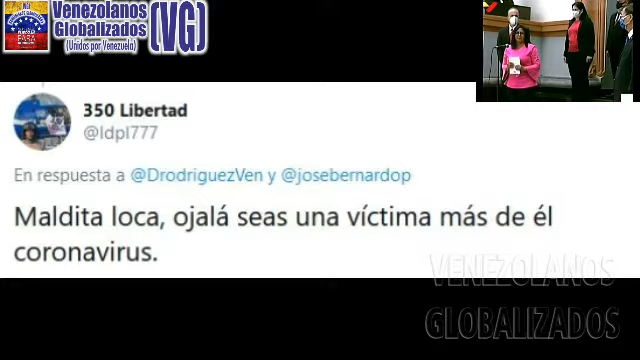 Venezolanos
Globalizados
(Unidos por Venezuela)
(VG)
350 Libertad
@ldpl777
En respuesta a @DrodriguezVen y @josebernardop
Maldita loca, ojalá seas una víctima más de él
coronavirus.
VENEZOLANOS
GLOBALIZADOS